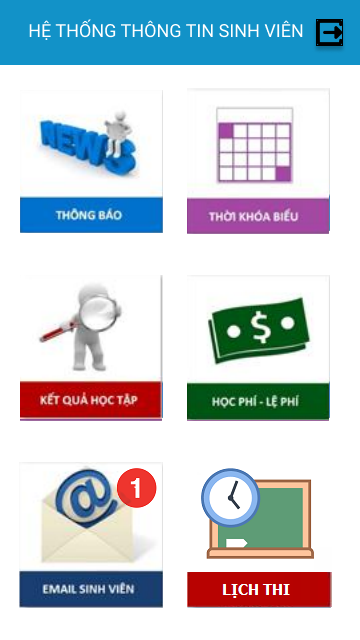 HỆ THỐNG THÔNG TIN SINH VIÊN
NEWS
THÔNG BÁO
THỜI KHÓA BIỂU
KẾT QUẢ HỌC TẬP
$
HỌC PHÍ - LỆ PHÍ
@
1
EMAIL SINH VIÊN
LỊCH THI